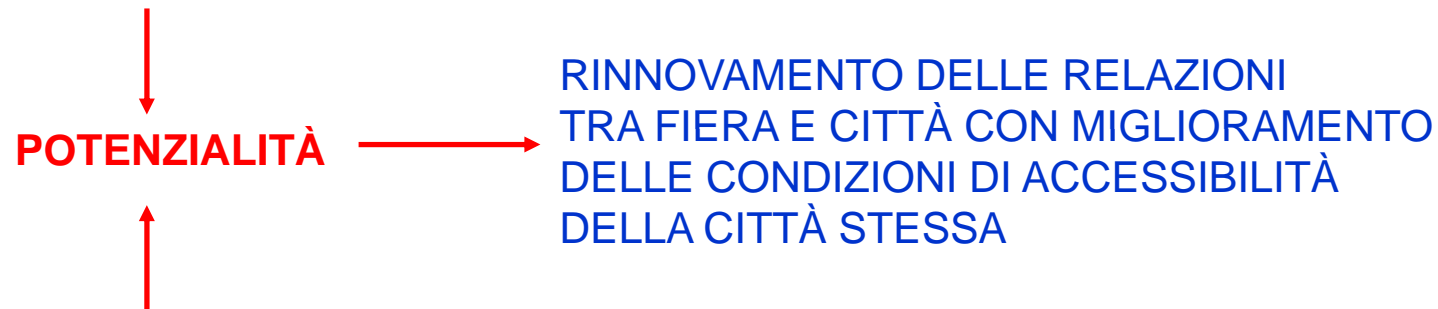 POTENZIALITÀ
RINNOVAMENTO DELLE RELAZIONI
TRA FIERA E CITTÀ CON MIGLIORAMENTO
DELLE CONDIZIONI DI ACCESSIBILITÀ
DELLA CITTÀ STESSA